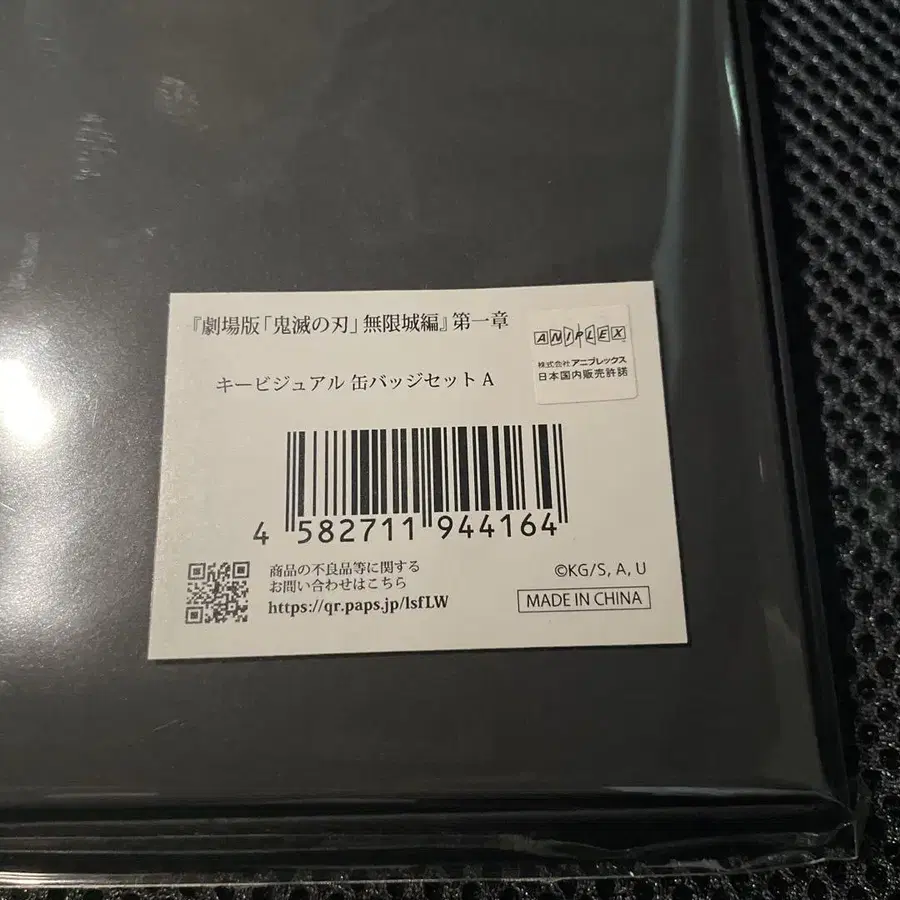 『劇場版「鬼滅の刃」無限城編』第一章
キービジュアル 缶バッジセット A
ANIPLEX
株式会社アニプレックス
日本国内販売許諾
4 582711 944164
商品の不良品等に関する
お問い合わせはこちら
https://qr.paps.jp/lsfLW
©KG/S, A, U
MADE IN CHINA